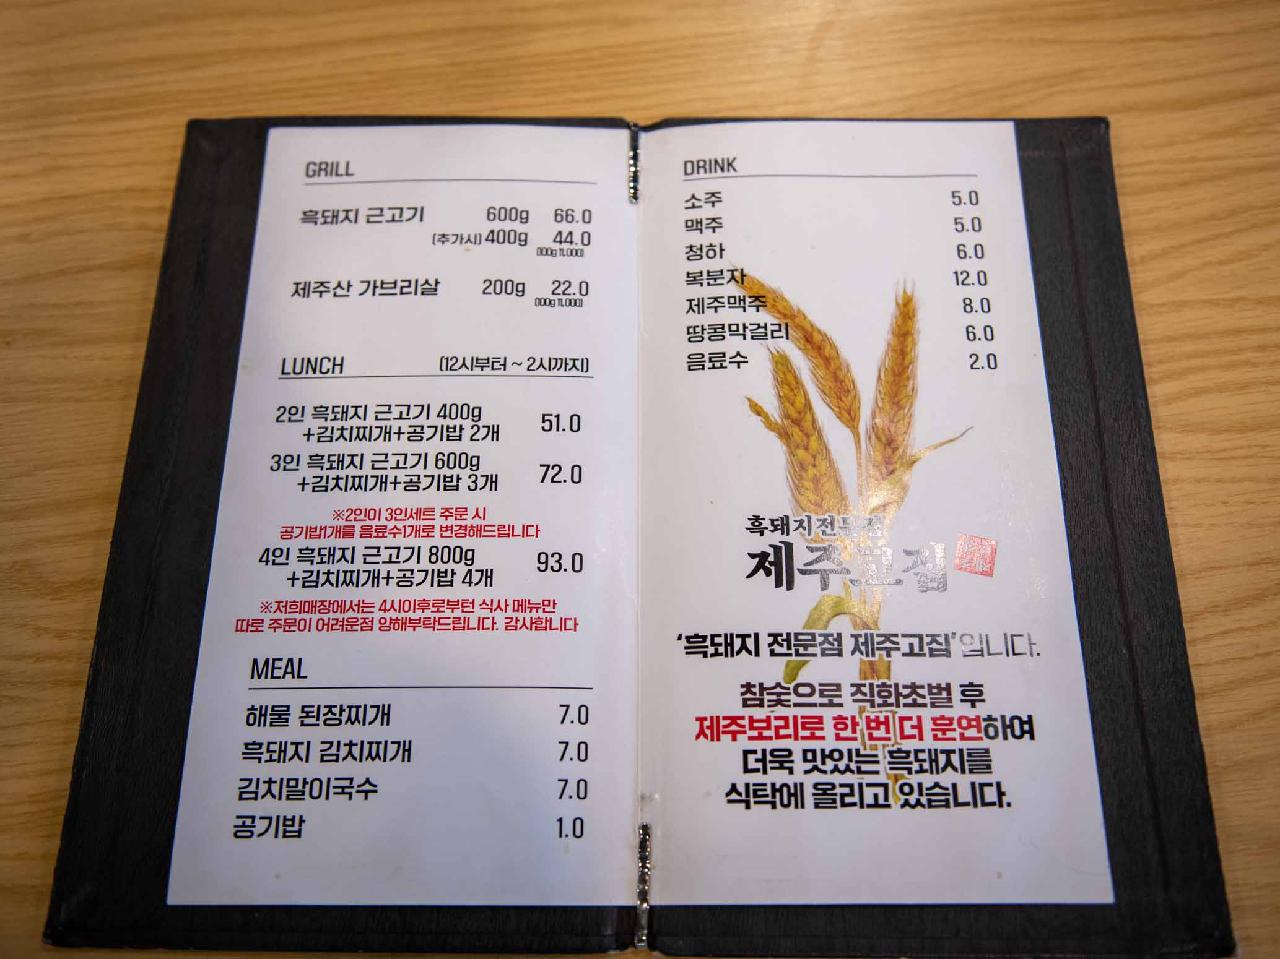 GRILL
흑돼지 근고기 600g 66.0
(추가시) 400g 44.0
(100g 11,000)
제주산 가브리살 200g 22.0
(100g 11,000)
LUNCH (12시부터 ~ 2시까지)
2인 흑돼지 근고기 400g
+김치찌개+공기밥 2개 51.0
3인 흑돼지 근고기 600g
+김치찌개+공기밥 3개 72.0
※2인이 3인세트 주문 시
공기밥1개를 음료수1개로 변경해드립니다
4인 흑돼지 근고기 800g
+김치찌개+공기밥 4개 93.0
※저희매장에서는 4시이후로부턴 식사 메뉴만
따로 주문이 어려운점 양해부탁드립니다. 감사합니다
MEAL
해물 된장찌개 7.0
흑돼지 김치찌개 7.0
김치말이국수 7.0
공기밥 1.0
DRINK
소주 5.0
맥주 5.0
청하 6.0
복분자 12.0
제주맥주 8.0
땅콩막걸리 6.0
음료수 2.0
흑돼지전문점
제주고집
'흑돼지 전문점 제주고집'입니다.
참숯으로 직화초벌 후
제주보리로 한 번 더 훈연하여
더욱 맛있는 흑돼지를
식탁에 올리고 있습니다.